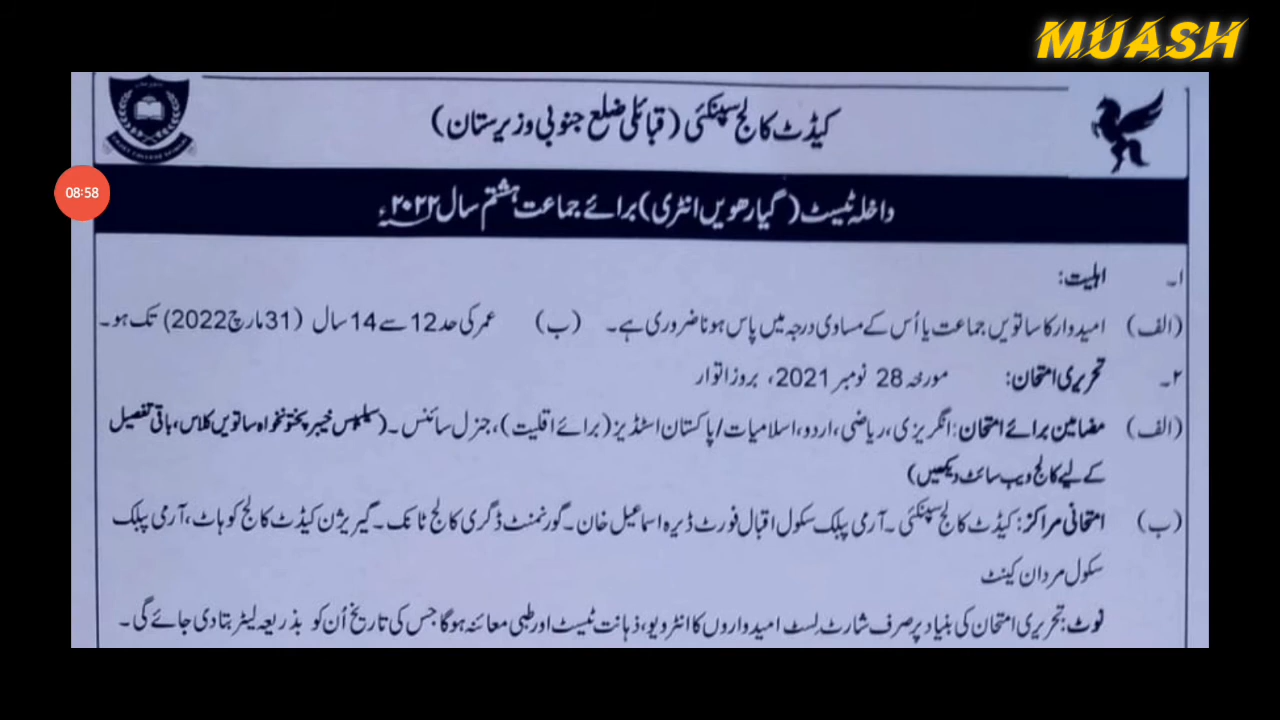 MUASH
کیڈٹ کالج سپنکئی (قبائلی ضلع جنوبی وزیرستان)
08:58
داخلہ ٹیسٹ (گیارھویں انٹری) برائے جماعت ہشتم سال ۲۰۲۲ء
۱۔ اہلیت:
(الف) امیدوار کا ساتویں جماعت یا اُس کے مساوی درجہ میں پاس ہونا ضروری ہے۔ (ب) عمر کی حد 12 سے 14 سال (31 مارچ 2022) تک ہو۔
۲۔ تحریری امتحان: مورخہ 28 نومبر 2021، بروز اتوار
(الف) مضامین برائے امتحان: انگریزی، ریاضی، اردو، اسلامیات/پاکستان اسٹڈیز (برائے اقلیت)، جنرل سائنس۔ (سلیبس خیبر پختونخواہ ساتویں کلاس، باقی تفصیل
کے لیے کالج ویب سائٹ دیکھیں)
(ب) امتحانی مراکز: کیڈٹ کالج سپنکئی۔ آرمی پبلک سکول اقبال فورٹ ڈیرہ اسماعیل خان۔ گورنمنٹ ڈگری کالج ٹانک۔ گیریژن کیڈٹ کالج کوہاٹ، آرمی پبلک
سکول مردان کینٹ
نوٹ: تحریری امتحان کی بنیاد پر صرف شارٹ لسٹ امیدواروں کا انٹرویو، ذہانت ٹیسٹ اور طبی معائنہ ہوگا جس کی تاریخ اُن کو بذریعہ لیٹر بتا دی جائے گی۔